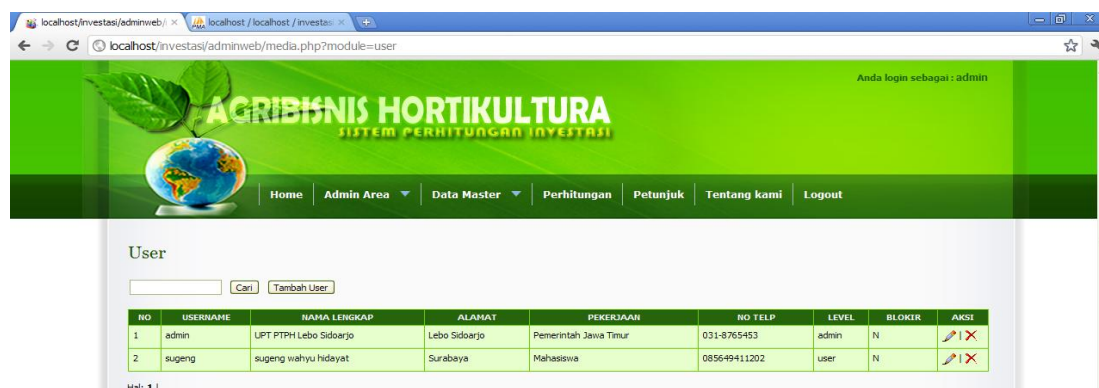 localhost/investasi/adminweb/
localhost / localhost / investas
localhost/investasi/adminweb/media.php?module=user
Anda login sebagai : admin
AGRIBISNIS HORTIKULTURA
SISTEM PERHITUNGAN INVESTASI
Home Admin Area Data Master Perhitungan Petunjuk Tentang kami Logout
User
Cari Tambah User
NO USERNAME NAMA LENGKAP ALAMAT PEKERJAAN NO TELP LEVEL BLOKIR AKSI
1 admin UPT PTPH Lebo Sidoarjo Lebo Sidoarjo Pemerintah Jawa Timur 031-8765453 admin N |
2 sugeng sugeng wahyu hidayat Surabaya Mahasiswa 085649411202 user N |
Hal: 1 |